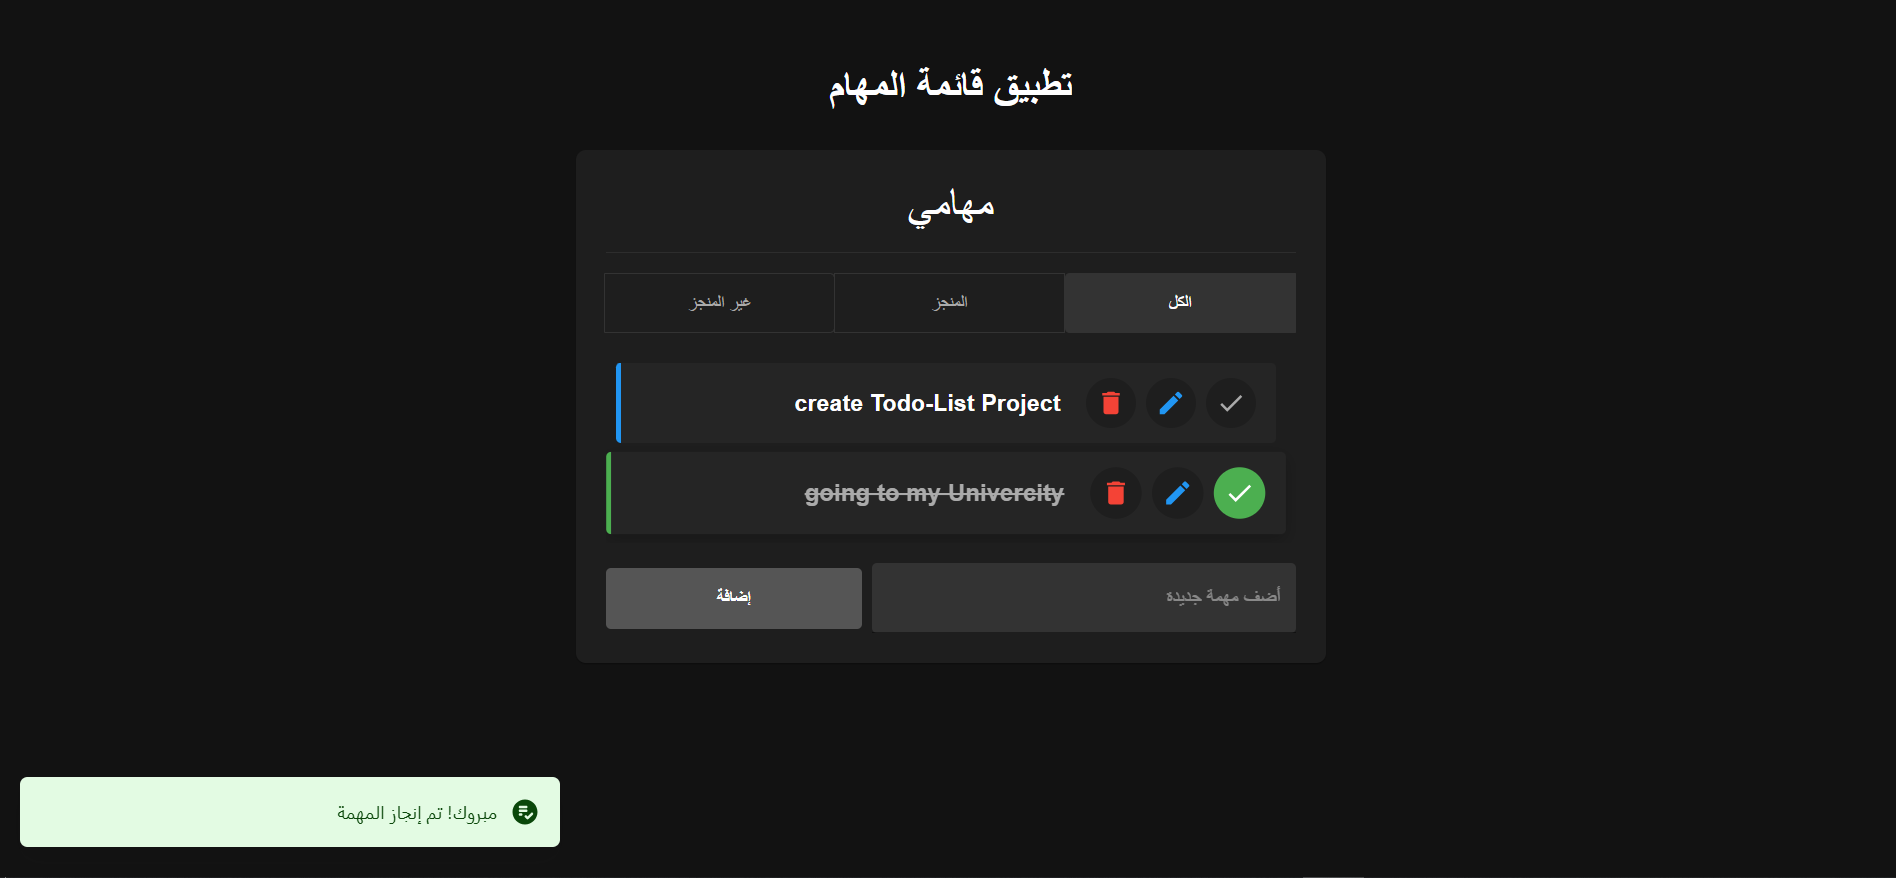 تطبيق قائمة المهام
مهامي
الكل
المنجز
غير المنجز
create Todo-List Project
going to my Univercity
أضف مهمة جديدة
إضافة
مبروك! تم إنجاز المهمة